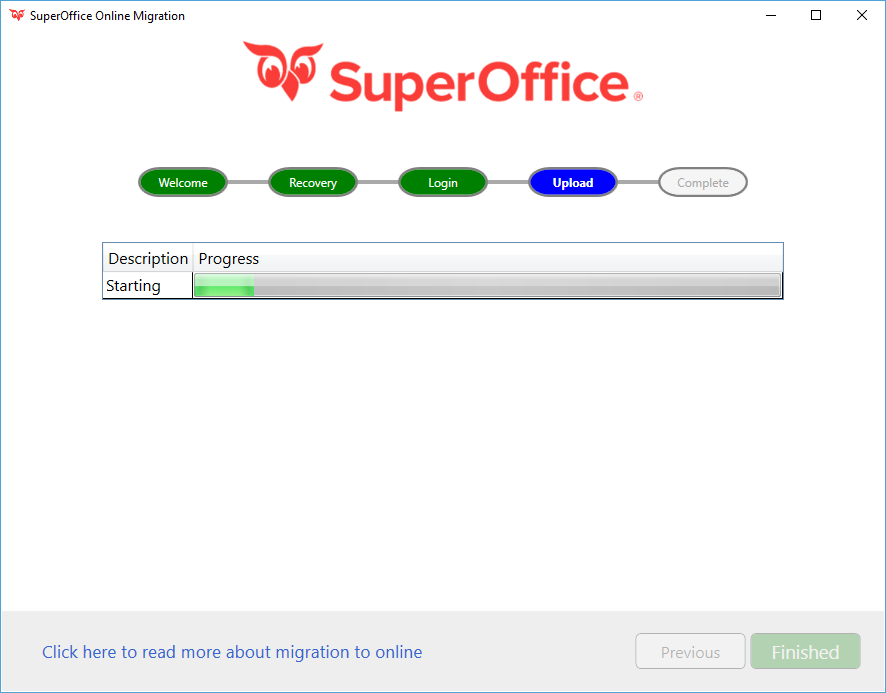 SuperOffice Online Migration
SuperOffice®
Welcome Recovery Login Upload Complete
Description Progress
Starting
Click here to read more about migration to online Previous Finished